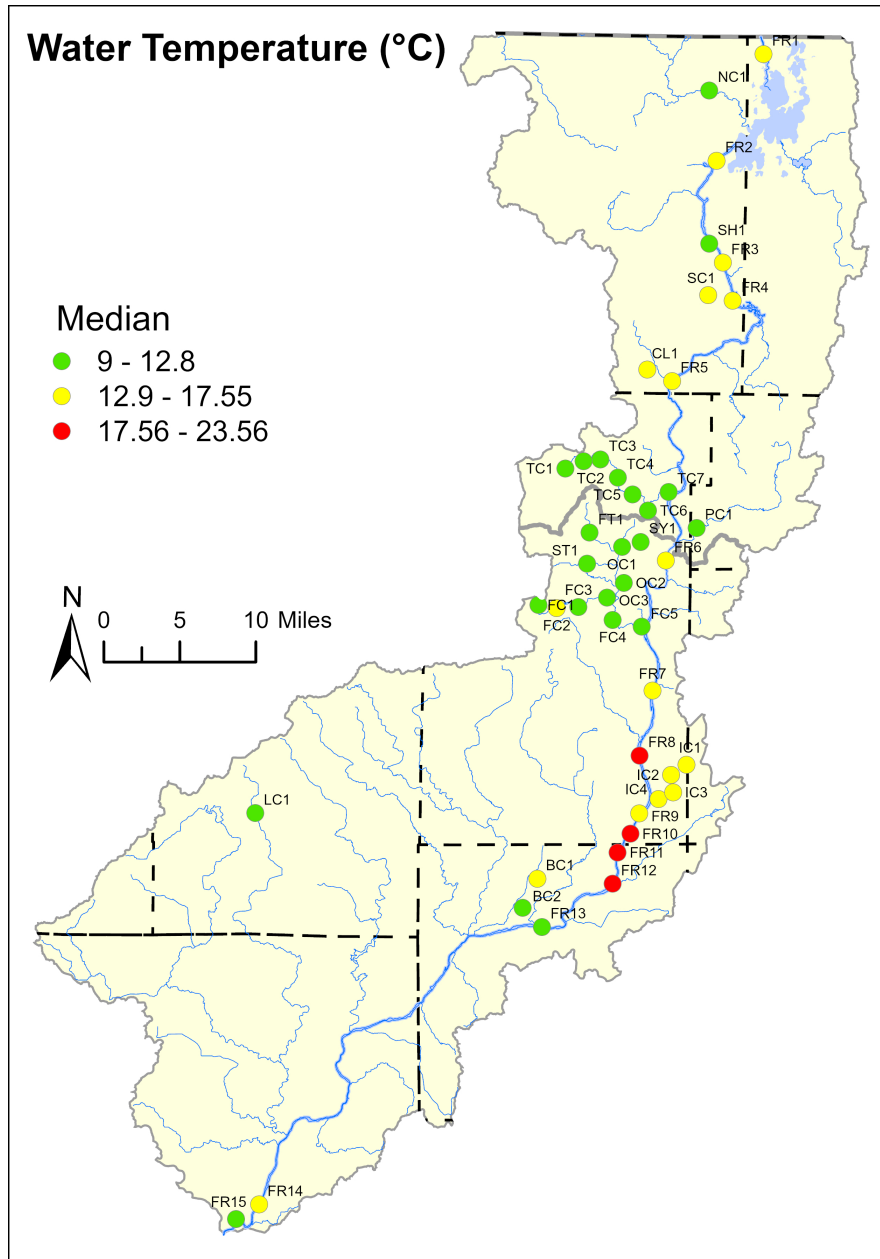 Water Temperature (°C)
FR1
NC1
FR2
SH1
FR3
SC1
FR4
Median
9 - 12.8
12.9 - 17.55
17.56 - 23.56
CL1
FR5
TC3
TC1
TC2
TC4
TC7
TC5
TC6
PC1
FT1
SY1
ST1
OC1
FR6
OC2
FC3
FC1
OC3
FC2
FC4
FC5
N
0 5 10 Miles
FR7
FR8
IC1
IC2
IC4
IC3
LC1
FR9
FR10
FR11
BC1
FR12
BC2
FR13
FR15
FR14